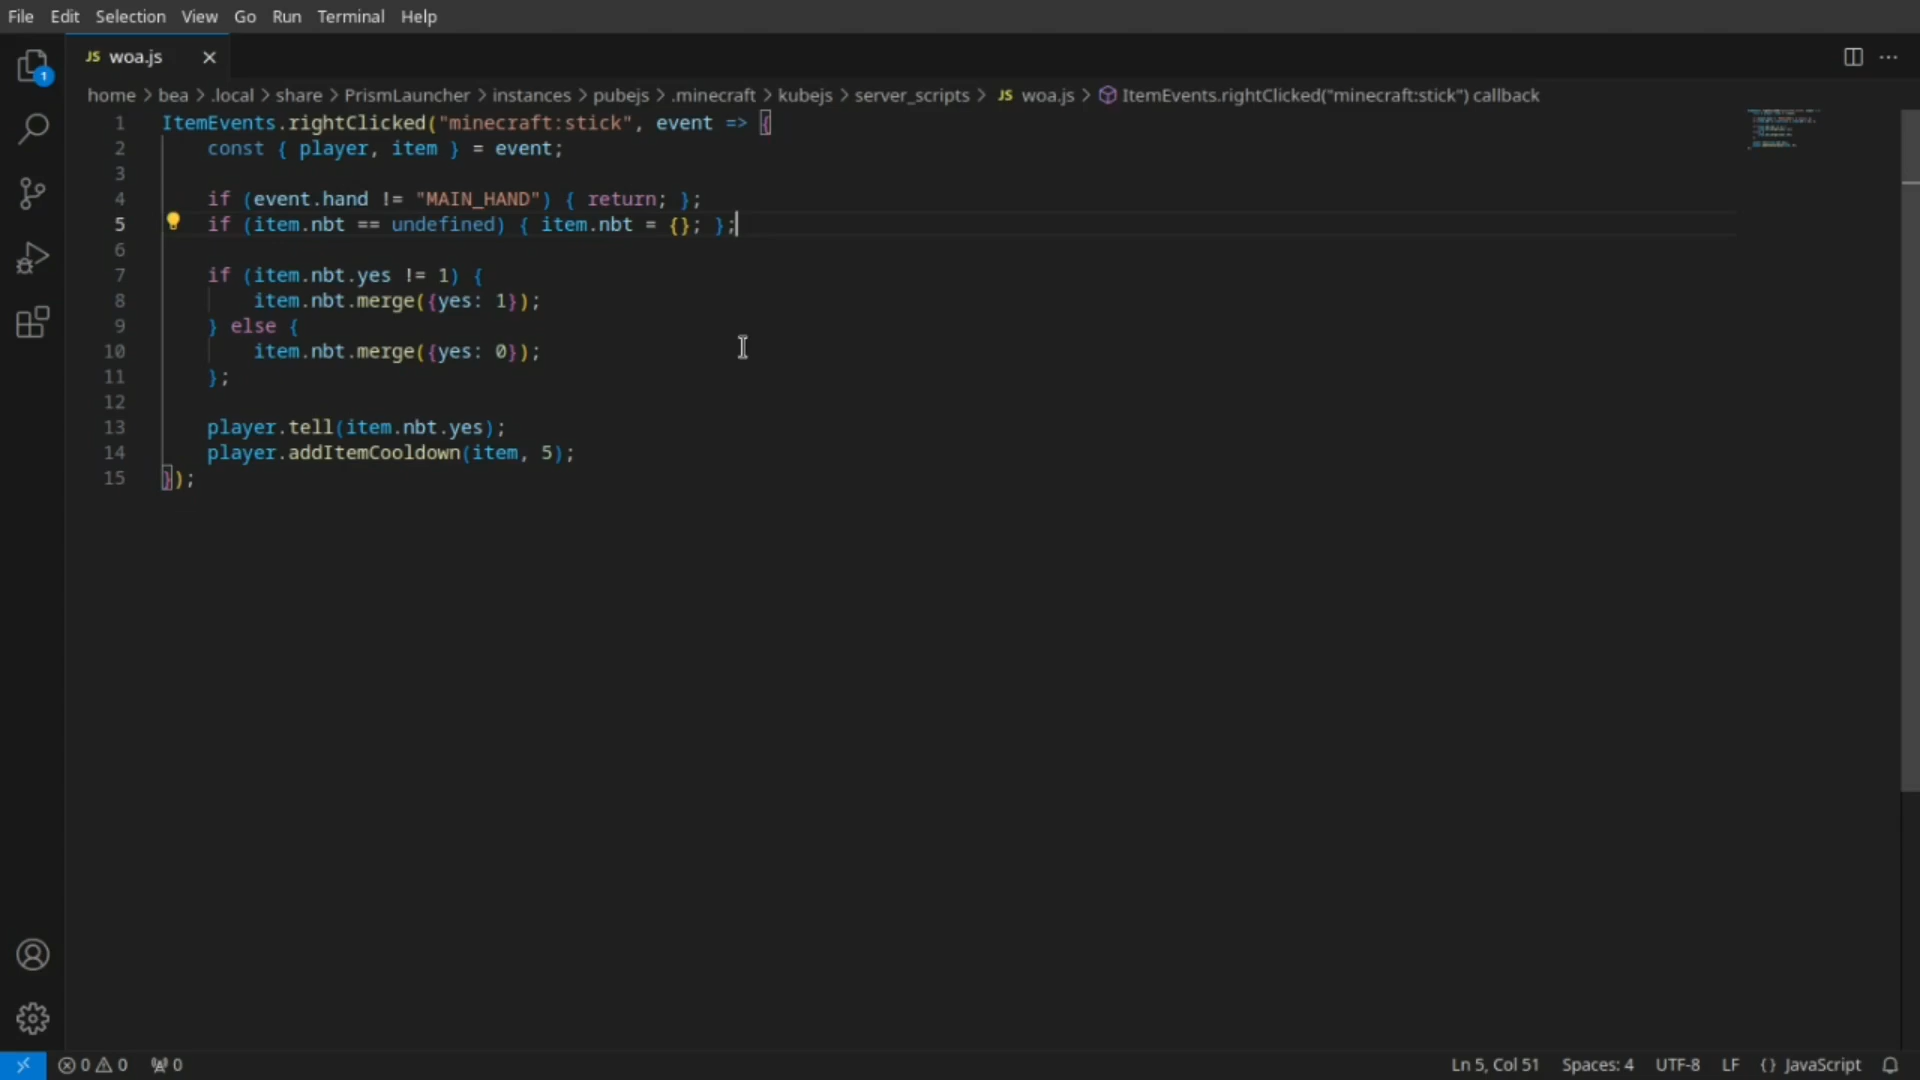 File Edit Selection View Go Run Terminal Help
1
JS woa.js
home > bea > .local > share > PrismLauncher > instances > pubejs > .minecraft > kubejs > server_scripts > JS woa.js > ItemEvents.rightClicked("minecraft:stick") callback
1 ItemEvents.rightClicked("minecraft:stick", event => {
2     const { player, item } = event;
3
4     if (event.hand != "MAIN_HAND") { return; };
5     if (item.nbt == undefined) { item.nbt = {}; };
6
7     if (item.nbt.yes != 1) {
8         item.nbt.merge({yes: 1});
9     } else {
10         item.nbt.merge({yes: 0});
11     };
12
13     player.tell(item.nbt.yes);
14     player.addItemCooldown(item, 5);
15 });
0 0 0 Ln 5, Col 51 Spaces: 4 UTF-8 LF {} JavaScript